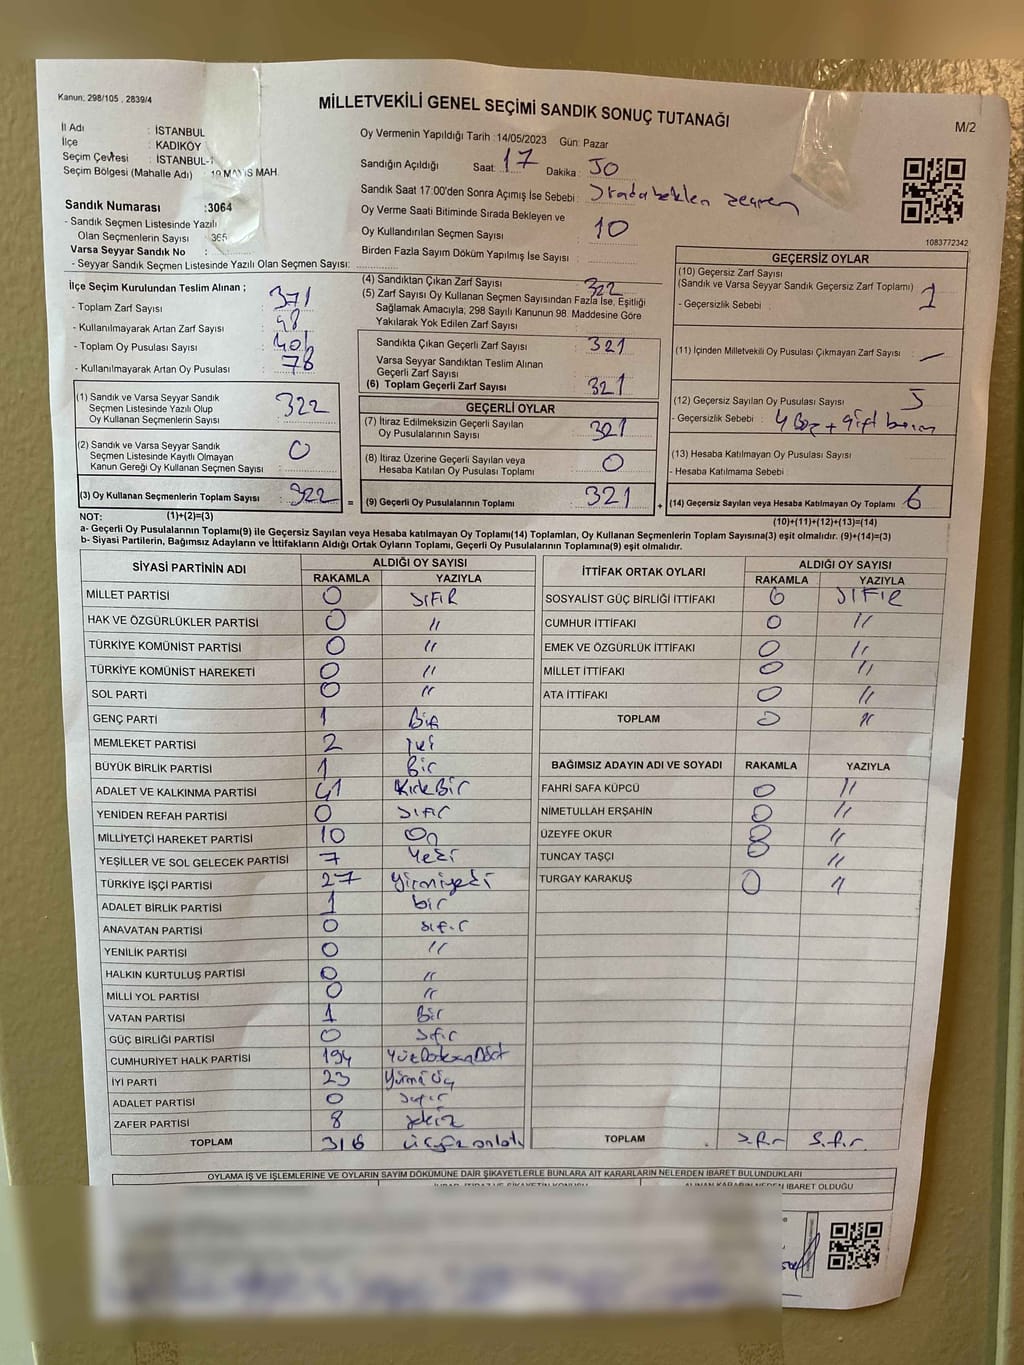 Kanun: 298/105 , 2839/4
MİLLETVEKİLİ GENEL SEÇİMİ SANDIK SONUÇ TUTANAĞI
M/2
İl Adı : İSTANBUL
İlçe : KADIKÖY
Seçim Çevresi : İSTANBUL-1
Seçim Bölgesi (Mahalle Adı) 19 MAYIS MAH.
Sandık Numarası :3064
- Sandık Seçmen Listesinde Yazılı
Olan Seçmenlerin Sayısı : 365
Varsa Seyyar Sandık No :
- Seyyar Sandık Seçmen Listesinde Yazılı Olan Seçmen Sayısı:
Oy Vermenin Yapıldığı Tarih :14/05/2023 Gün: Pazar
Sandığın Açıldığı Saat: 17 Dakika: 50
Sandık Saat 17:00'den Sonra Açımış İse Sebebi: Sırada beklen seçmen
Oy Verme Saati Bitiminde Sırada Bekleyen ve
Oy Kullandırılan Seçmen Sayısı : 10
Birden Fazla Sayım Döküm Yapılmış İse Sayısı :
1083772342
İlçe Seçim Kurulundan Teslim Alınan ;
- Toplam Zarf Sayısı : 371
- Kullanılmayarak Artan Zarf Sayısı : 48
- Toplam Oy Pusulası Sayısı : 406
- Kullanılmayarak Artan Oy Pusulası : 78
(4) Sandıktan Çıkan Zarf Sayısı : 322
(5) Zarf Sayısı Oy Kullanan Seçmen Sayısından Fazla İse, Eşitliği
Sağlamak Amacıyla; 298 Sayılı Kanunun 98. Maddesine Göre
Yakılarak Yok Edilen Zarf Sayısı :
Sandıkta Çıkan Geçerli Zarf Sayısı : 321
Varsa Seyyar Sandıktan Teslim Alınan
Geçerli Zarf Sayısı :
(6) Toplam Geçerli Zarf Sayısı : 321
GEÇERSİZ OYLAR
(10) Geçersiz Zarf Sayısı
(Sandık ve Varsa Seyyar Sandık Geçersiz Zarf Toplamı) : 1
- Geçersizlik Sebebi :
(11) İçinden Milletvekili Oy Pusulası Çıkmayan Zarf Sayısı : —
(12) Geçersiz Sayılan Oy Pusulası Sayısı : 5
- Geçersizlik Sebebi : 4 Boş + Çift basım
(13) Hesaba Katılmayan Oy Pusulası Sayısı :
- Hesaba Katılmama Sebebi :
(14) Geçersiz Sayılan veya Hesaba Katılmayan Oy Toplamı : 6
(10)+(11)+(12)+(13)=(14)
(1) Sandık ve Varsa Seyyar Sandık
Seçmen Listesinde Yazılı Olup
Oy Kullanan Seçmenlerin Sayısı : 322
(2) Sandık ve Varsa Seyyar Sandık
Seçmen Listesinde Kayıtlı Olmayan
Kanun Gereği Oy Kullanan Seçmen Sayısı : 0
(3) Oy Kullanan Seçmenlerin Toplam Sayısı : 322 =
GEÇERLİ OYLAR
(7) İtiraz Edilmeksizin Geçerli Sayılan
Oy Pusulalarının Sayısı : 321
(8) İtiraz Üzerine Geçerli Sayılan veya
Hesaba Katılan Oy Pusulası Toplamı : 0
(9) Geçerli Oy Pusulalarının Toplamı : 321 +
NOT: (1)+(2)=(3)
a- Geçerli Oy Pusulalarının Toplamı(9) ile Geçersiz Sayılan veya Hesaba katılmayan Oy Toplamı(14) Toplamları, Oy Kullanan Seçmenlerin Toplam Sayısına(3) eşit olmalıdır. (9)+(14)=(3)
b- Siyasi Partilerin, Bağımsız Adayların ve İttifakların Aldığı Ortak Oyların Toplamı, Geçerli Oy Pusulalarının Toplamına(9) eşit olmalıdır.
SİYASİ PARTİNİN ADI ALDIĞI OY SAYISI
RAKAMLA YAZIYLA
MİLLET PARTİSİ 0 SIFIR
HAK VE ÖZGÜRLÜKLER PARTİSİ 0 "
TÜRKİYE KOMÜNİST PARTİSİ 0 "
TÜRKİYE KOMÜNİST HAREKETİ 0 "
SOL PARTİ 0 "
GENÇ PARTİ 1 Bir
MEMLEKET PARTİSİ 2 iki
BÜYÜK BİRLİK PARTİSİ 1 Bir
ADALET VE KALKINMA PARTİSİ 41 Kırk Bir
YENİDEN REFAH PARTİSİ 0 Sıfır
MİLLİYETÇİ HAREKET PARTİSİ 10 On
YEŞİLLER VE SOL GELECEK PARTİSİ 7 Yedi
TÜRKİYE İŞÇİ PARTİSİ 27 Yirmiyedi
ADALET BİRLİK PARTİSİ 1 bir
ANAVATAN PARTİSİ 0 sıfır
YENİLİK PARTİSİ 0 "
HALKIN KURTULUŞ PARTİSİ 0 "
MİLLİ YOL PARTİSİ 0 "
VATAN PARTİSİ 1 Bir
GÜÇ BİRLİĞİ PARTİSİ 0 Sıfır
CUMHURİYET HALK PARTİSİ 194 YüzDoksanDört
İYİ PARTİ 23 Yirmi Üç
ADALET PARTİSİ 0 Sıfır
ZAFER PARTİSİ 8 Sekiz
TOPLAM 316 üçyüz onaltı
İTTİFAK ORTAK OYLARI ALDIĞI OY SAYISI
RAKAMLA YAZIYLA
SOSYALİST GÜÇ BİRLİĞİ İTTİFAKI 0 SIFIR
CUMHUR İTTİFAKI 0 "
EMEK VE ÖZGÜRLÜK İTTİFAKI 0 "
MİLLET İTTİFAKI 0 "
ATA İTTİFAKI 0 "
TOPLAM 0 "
BAĞIMSIZ ADAYIN ADI VE SOYADI RAKAMLA YAZIYLA
FAHRİ SAFA KÜPCÜ 0 "
NİMETULLAH ERŞAHİN 0 "
ÜZEYFE OKUR 0 "
TUNCAY TAŞÇI 0 "
TURGAY KARAKUŞ 0 "
TOPLAM Sıfır Sıfır
OYLAMA İŞ VE İŞLEMLERİNE VE OYLARIN SAYIM DÖKÜMÜNE DAİR ŞİKAYETLERLE BUNLARA AİT KARARLARIN NELERDEN İBARET BULUNDUKLARI
ALINAN KARARIN NEDEN İBARET OLDUĞU